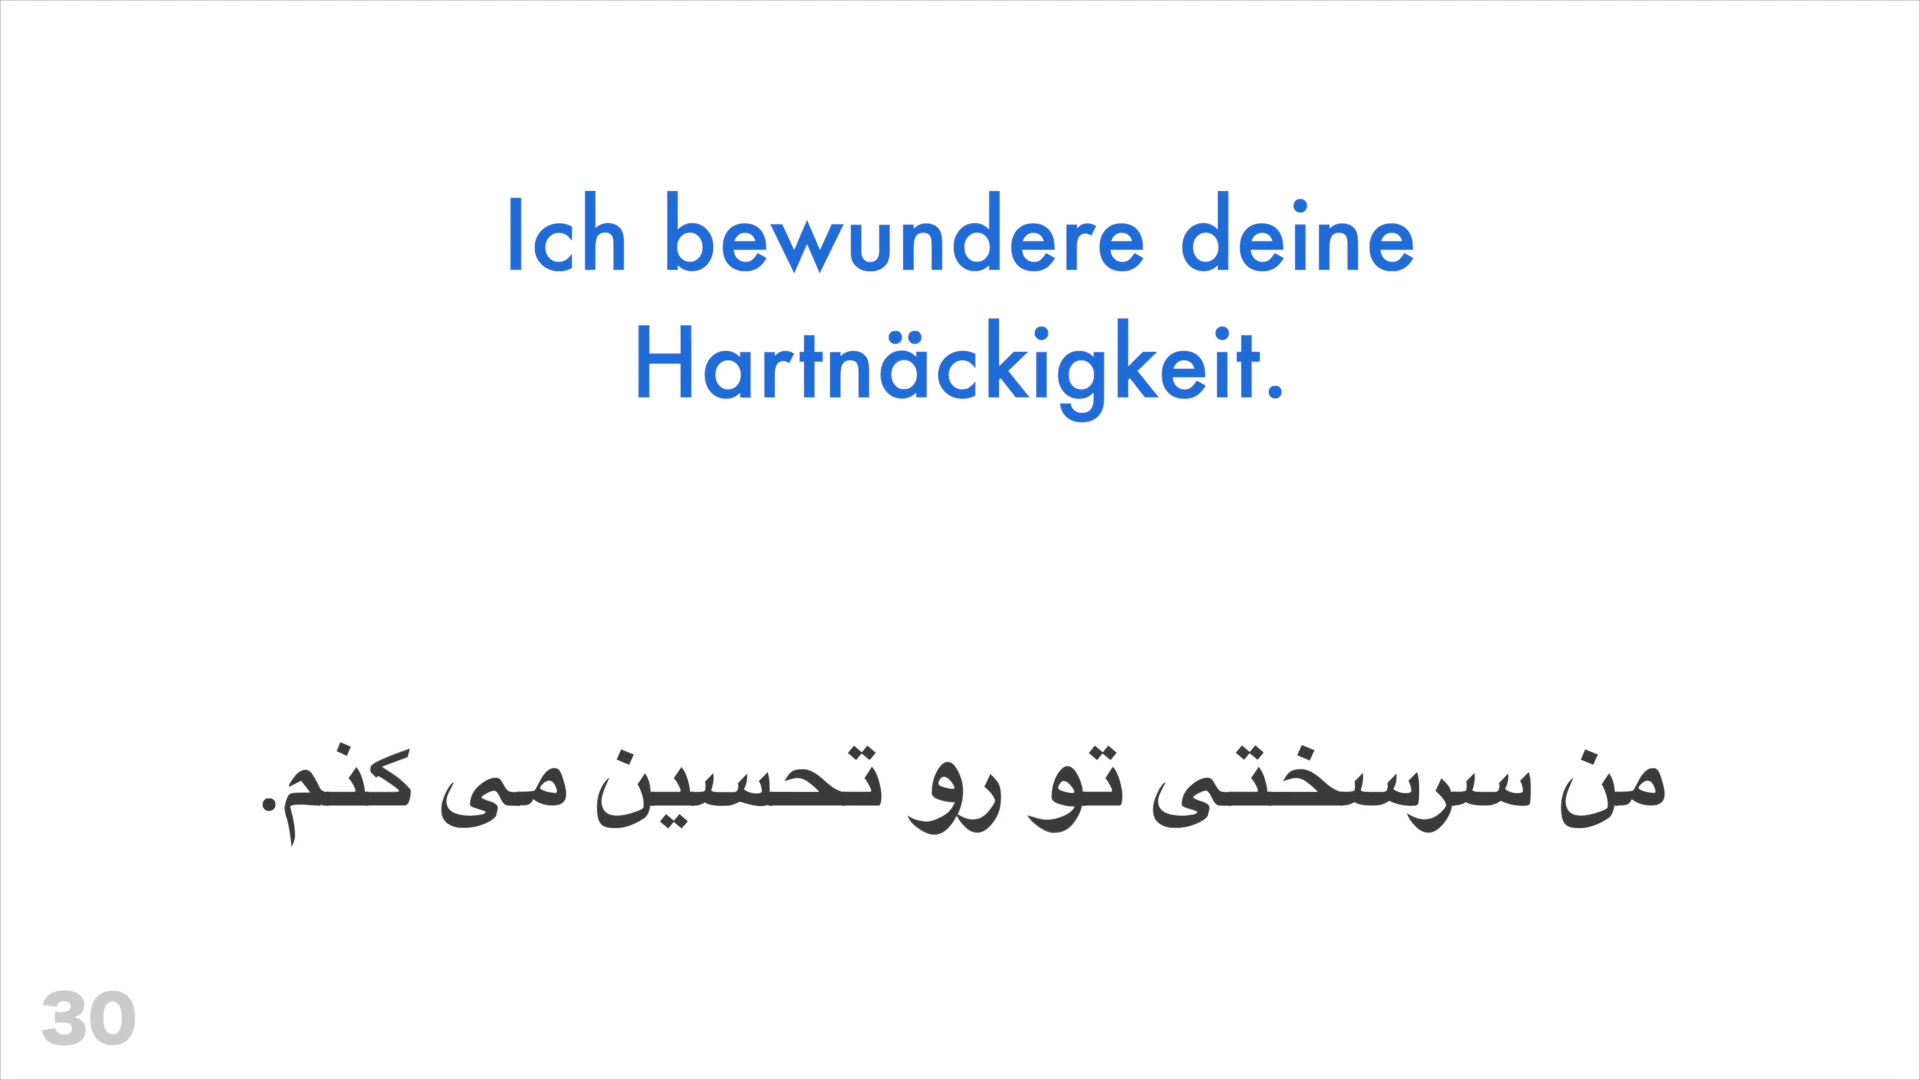 Ich bewundere deine
Hartnäckigkeit.
من سرسختی تو رو تحسین می کنم.
30